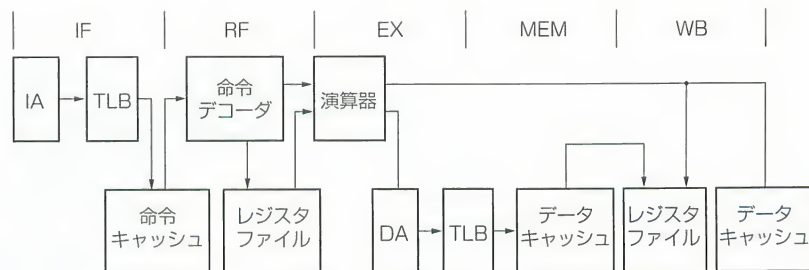 IF RF EX MEM WB
IA
TLB
命令
デコーダ
演算器
命令
キャッシュ
レジスタ
ファイル
DA
TLB
データ
キャッシュ
レジスタ
ファイル
データ
キャッシュ